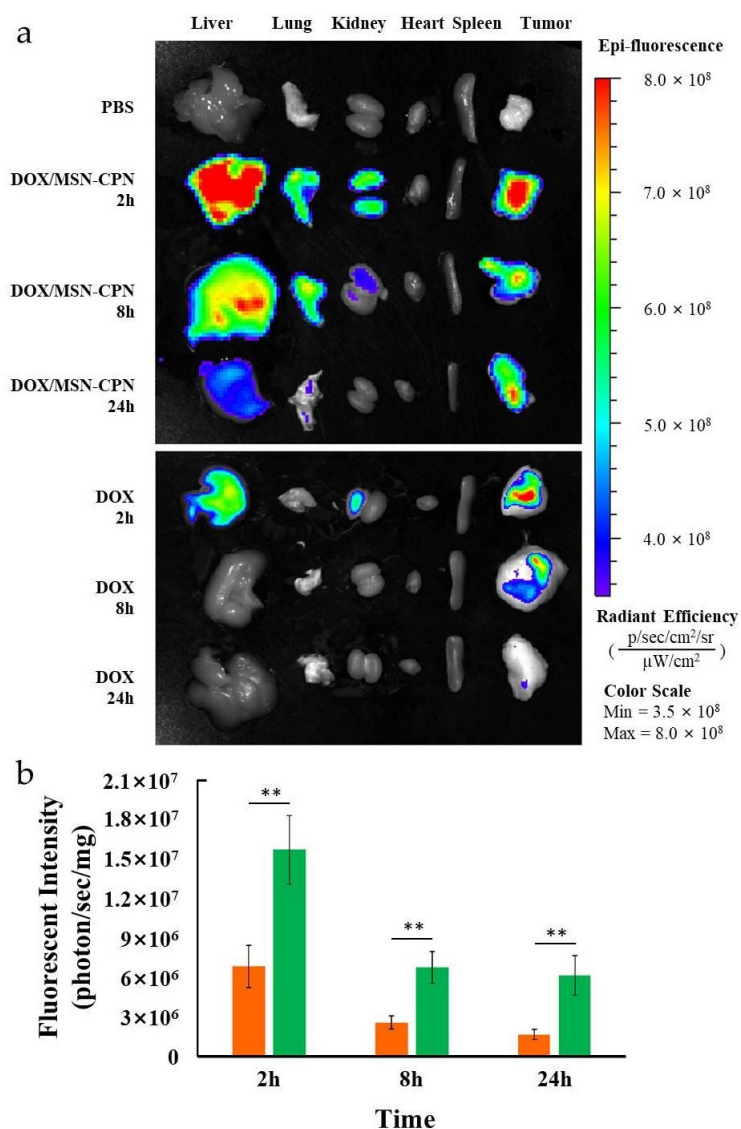 a
Liver Lung Kidney Heart Spleen Tumor
Epi-fluorescence
PBS
DOX/MSN-CPN
2h
DOX/MSN-CPN
8h
DOX/MSN-CPN
24h
DOX
2h
DOX
8h
DOX
24h
8.0 × 10⁸
7.0 × 10⁸
6.0 × 10⁸
5.0 × 10⁸
4.0 × 10⁸
Radiant Efficiency
( p/sec/cm²/sr
µW/cm² )
Color Scale
Min = 3.5 × 10⁸
Max = 8.0 × 10⁸
b
Fluorescent Intensity
(photon/sec/mg)
2.1×10⁷
1.8×10⁷
1.5×10⁷
1.2×10⁷
9×10⁶
6×10⁶
3×10⁶
0
**
**
**
2h 8h 24h
Time